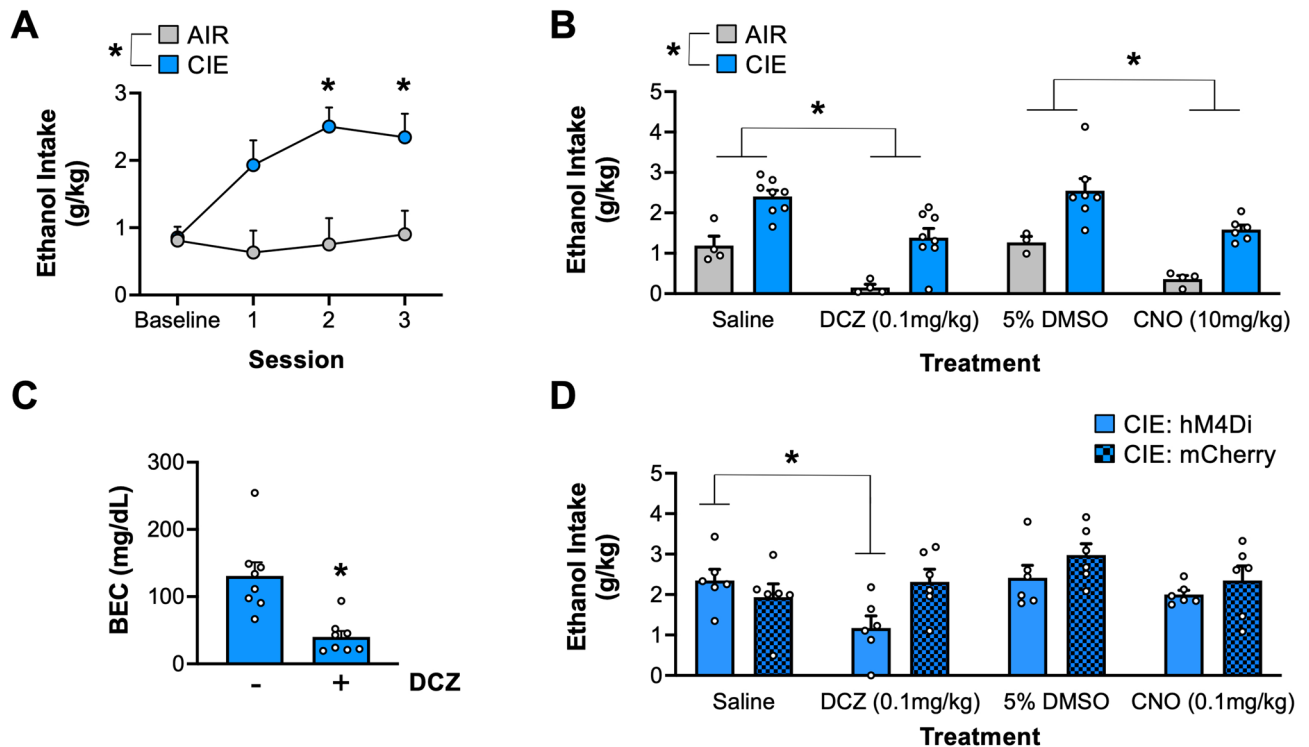 A
* AIR
CIE
* *
3
2
1
0
Ethanol Intake
(g/kg)
Baseline 1 2 3
Session
B
* AIR
CIE
* *
5
4
3
2
1
0
Ethanol Intake
(g/kg)
Saline DCZ (0.1mg/kg) 5% DMSO CNO (10mg/kg)
Treatment
C
300
200
100
0
BEC (mg/dL)
*
- + DCZ
D
CIE: hM4Di
CIE: mCherry
*
5
4
3
2
1
0
Ethanol Intake
(g/kg)
Saline DCZ (0.1mg/kg) 5% DMSO CNO (0.1mg/kg)
Treatment